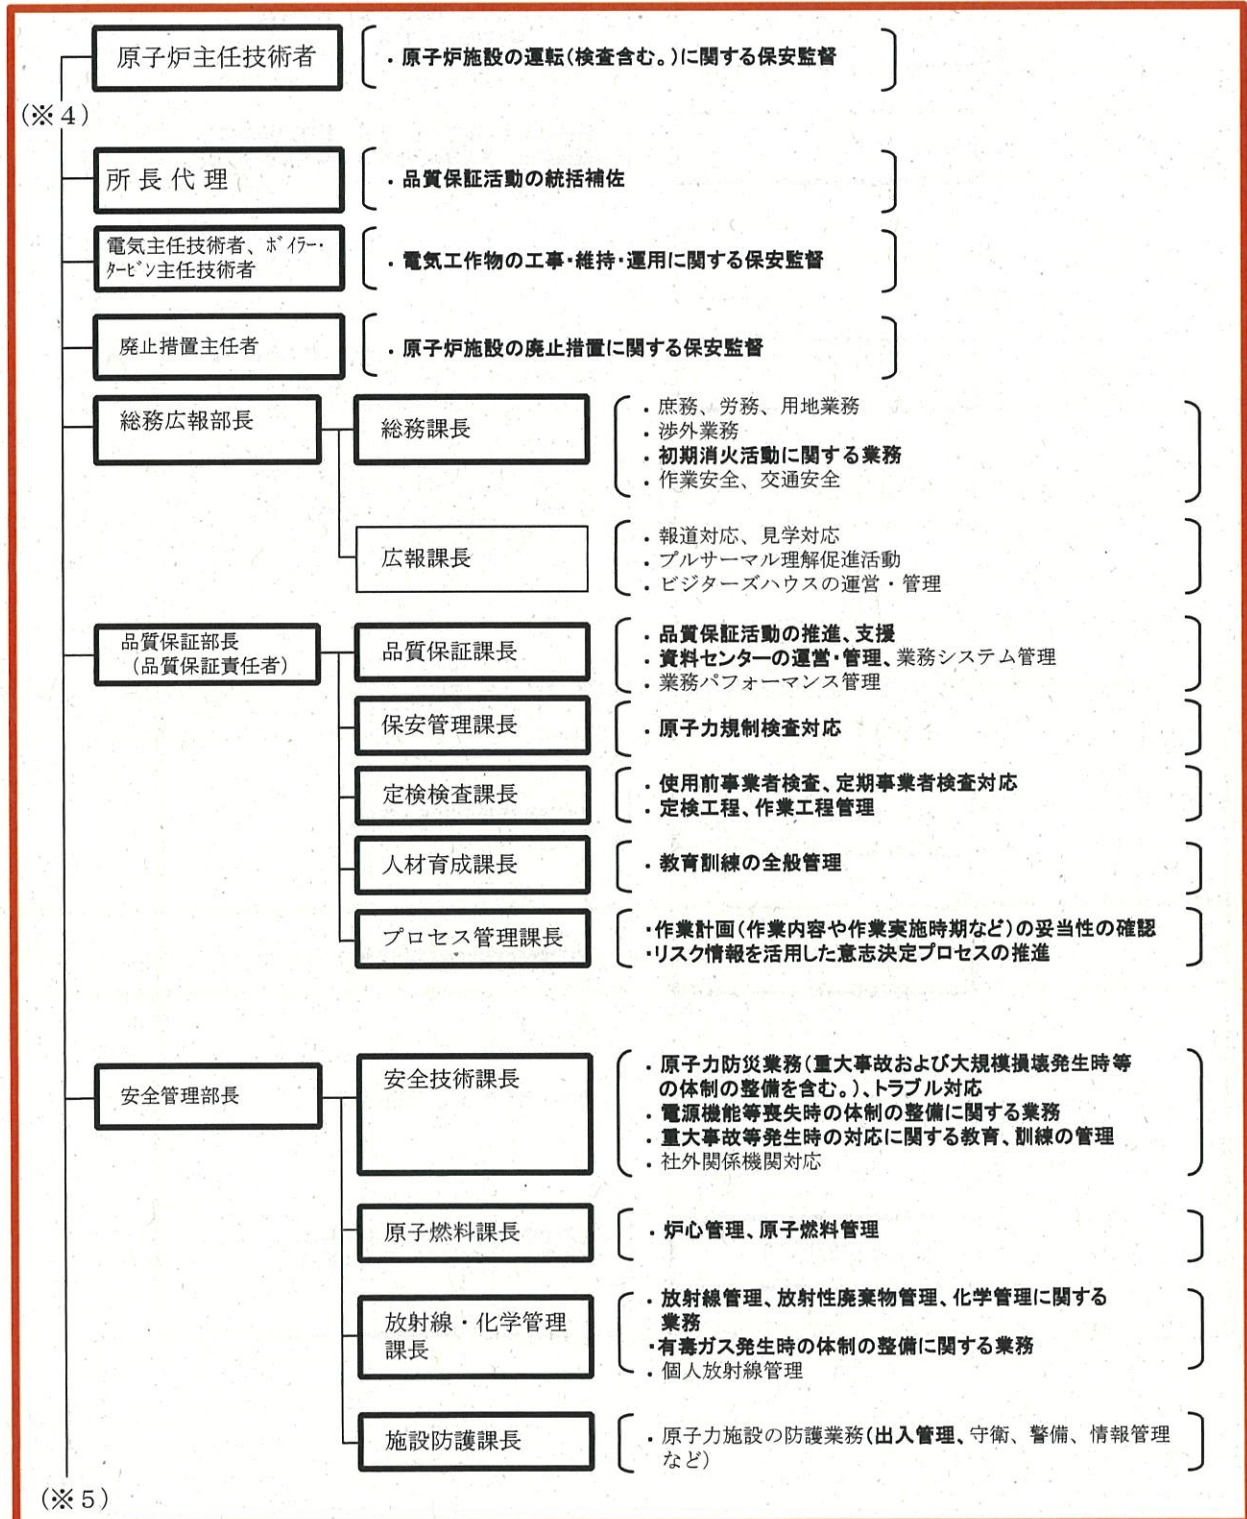 原子炉主任技術者
・原子炉施設の運転(検査含む。)に関する保安監督
(※4)
所長代理
・品質保証活動の統括補佐
電気主任技術者、ボイラー・
タービン主任技術者
・電気工作物の工事・維持・運用に関する保安監督
廃止措置主任者
・原子炉施設の廃止措置に関する保安監督
総務広報部長
総務課長
・庶務、労務、用地業務
・渉外業務
・初期消火活動に関する業務
・作業安全、交通安全
広報課長
・報道対応、見学対応
・プルサーマル理解促進活動
・ビジターズハウスの運営・管理
品質保証部長
(品質保証責任者)
品質保証課長
・品質保証活動の推進、支援
・資料センターの運営・管理、業務システム管理
・業務パフォーマンス管理
保安管理課長
・原子力規制検査対応
定検検査課長
・使用前事業者検査、定期事業者検査対応
・定検工程、作業工程管理
人材育成課長
・教育訓練の全般管理
プロセス管理課長
・作業計画(作業内容や作業実施時期など)の妥当性の確認
・リスク情報を活用した意志決定プロセスの推進
安全管理部長
安全技術課長
・原子力防災業務(重大事故および大規模損壊発生時等
の体制の整備を含む。)、トラブル対応
・電源機能等喪失時の体制の整備に関する業務
・重大事故等発生時の対応に関する教育、訓練の管理
・社外関係機関対応
原子燃料課長
・炉心管理、原子燃料管理
放射線・化学管理
課長
・放射線管理、放射性廃棄物管理、化学管理に関する
業務
・有毒ガス発生時の体制の整備に関する業務
・個人放射線管理
施設防護課長
・原子力施設の防護業務(出入管理、守衛、警備、情報管理
など)
(※5)